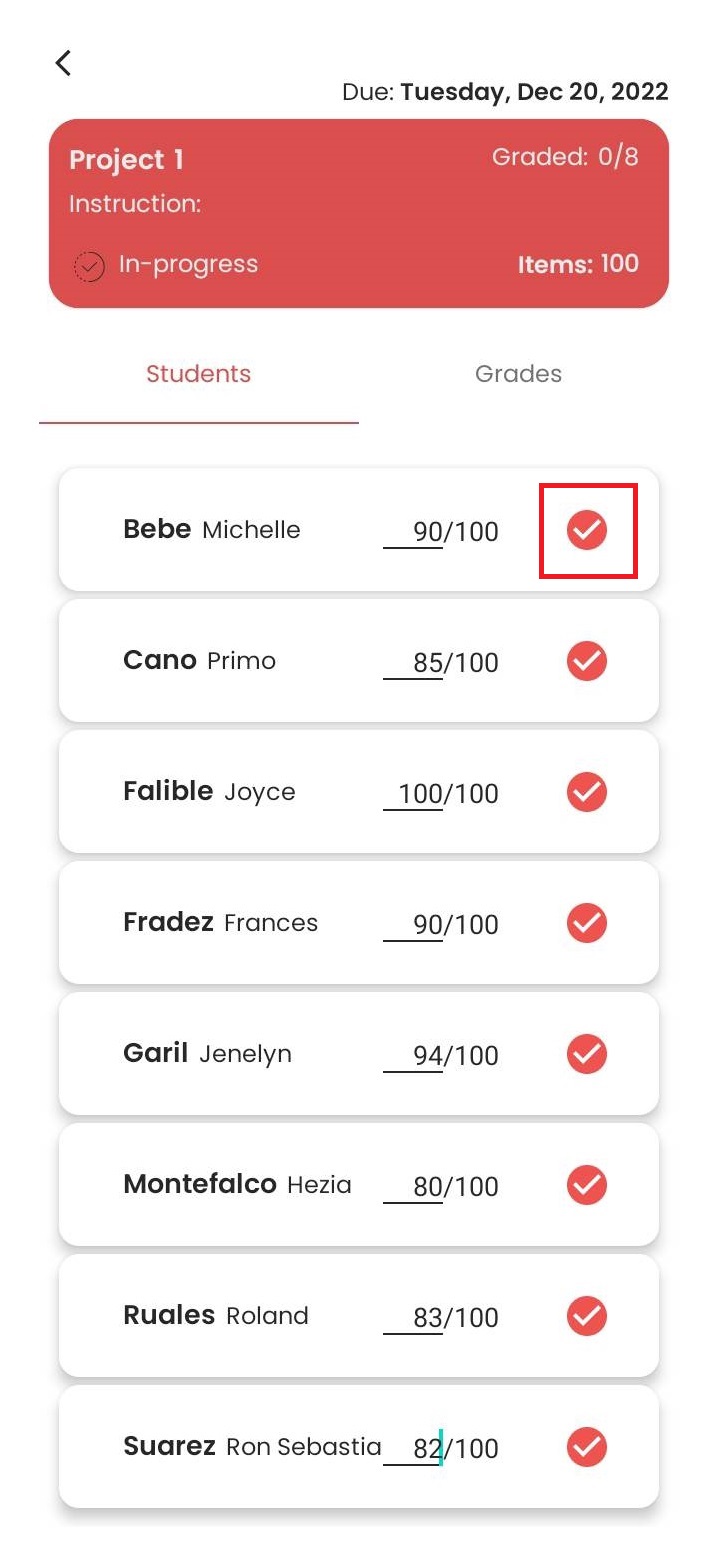 Due: Tuesday, Dec 20, 2022
Project 1 Graded: 0/8
Instruction:
In-progress Items: 100
Students Grades
Bebe Michelle 90/100
Cano Primo 85/100
Falible Joyce 100/100
Fradez Frances 90/100
Garil Jenelyn 94/100
Montefalco Hezia 80/100
Ruales Roland 83/100
Suarez Ron Sebastia 82/100